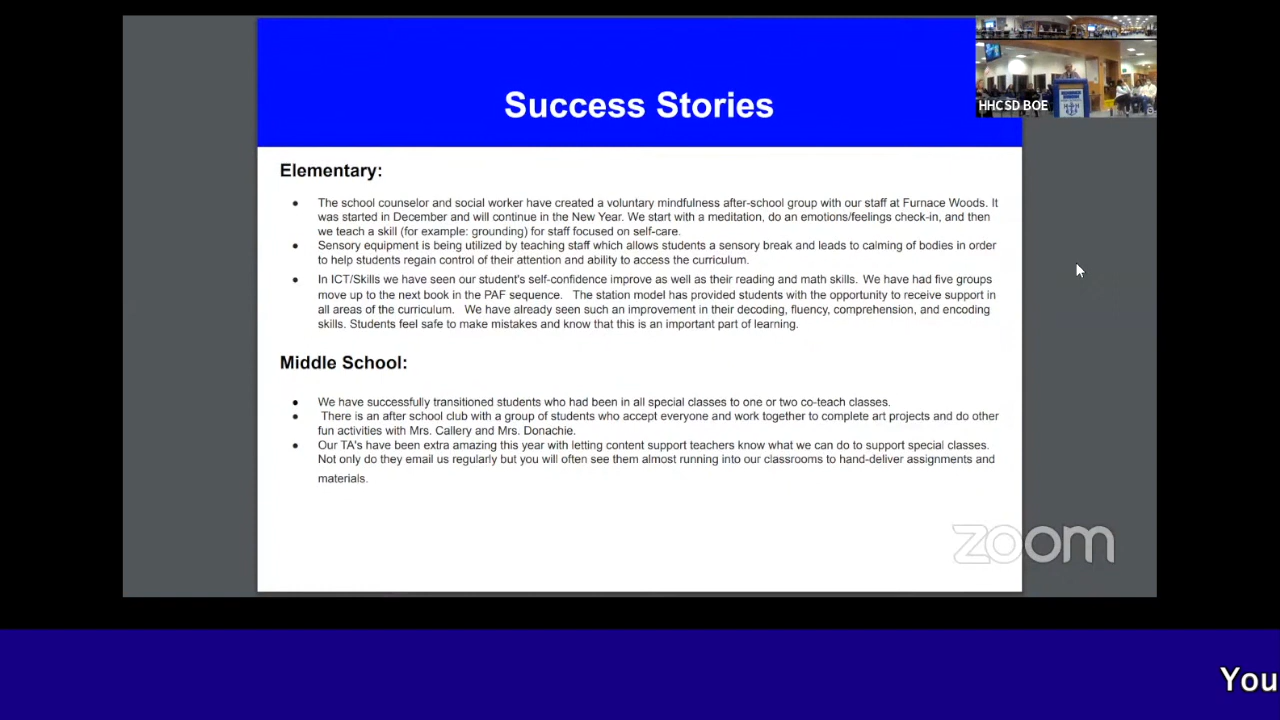 Success Stories
HHCSD BOE
Elementary:
• The school counselor and social worker have created a voluntary mindfulness after-school group with our staff at Furnace Woods. It
was started in December and will continue in the New Year. We start with a meditation, do an emotions/feelings check-in, and then
we teach a skill (for example: grounding) for staff focused on self-care.
• Sensory equipment is being utilized by teaching staff which allows students a sensory break and leads to calming of bodies in order
to help students regain control of their attention and ability to access the curriculum.
• In ICT/Skills we have seen our student's self-confidence improve as well as their reading and math skills. We have had five groups
move up to the next book in the PAF sequence. The station model has provided students with the opportunity to receive support in
all areas of the curriculum. We have already seen such an improvement in their decoding, fluency, comprehension, and encoding
skills. Students feel safe to make mistakes and know that this is an important part of learning.
Middle School:
• We have successfully transitioned students who had been in all special classes to one or two co-teach classes.
• There is an after school club with a group of students who accept everyone and work together to complete art projects and do other
fun activities with Mrs. Callery and Mrs. Donachie.
• Our TA's have been extra amazing this year with letting content support teachers know what we can do to support special classes.
Not only do they email us regularly but you will often see them almost running into our classrooms to hand-deliver assignments and
materials.
zoom
You